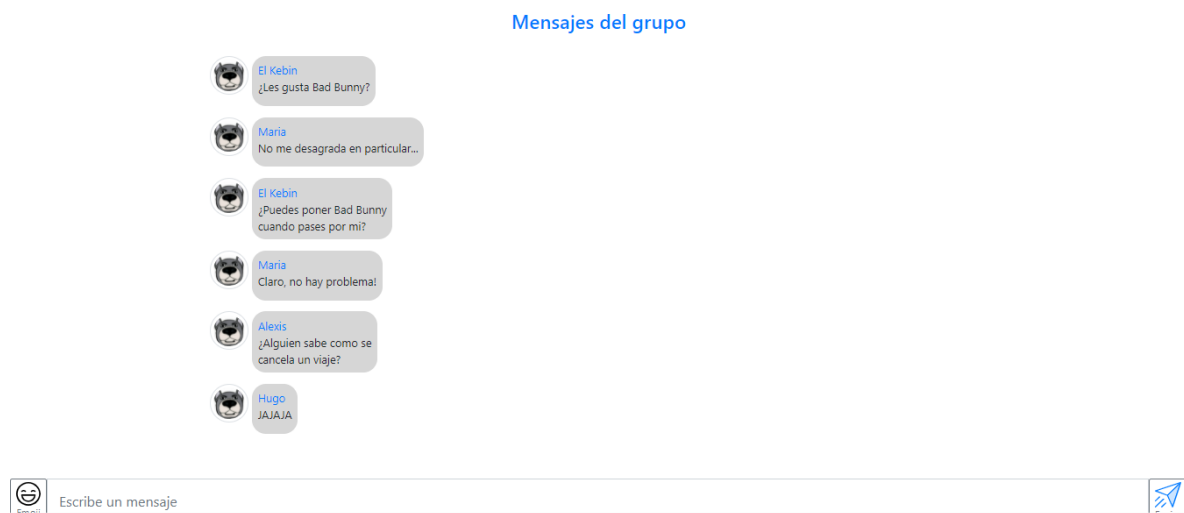 Mensajes del grupo
El Kebin
¿Les gusta Bad Bunny?
Maria
No me desagrada en particular...
El Kebin
¿Puedes poner Bad Bunny
cuando pases por mi?
Maria
Claro, no hay problema!
Alexis
¿Alguien sabe como se
cancela un viaje?
Hugo
JAJAJA
Escribe un mensaje